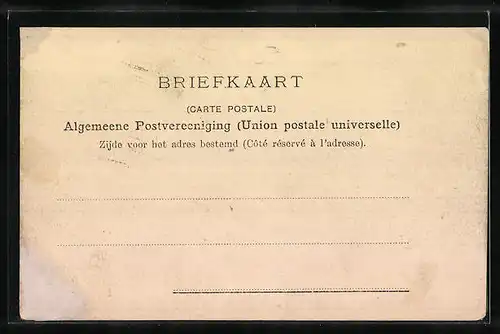 BRIEFKAART
(CARTE POSTALE)
Algemeene Postvereeniging (Union postale universelle)
Zijde voor het adres bestemd (Côté réservé à l'adresse).